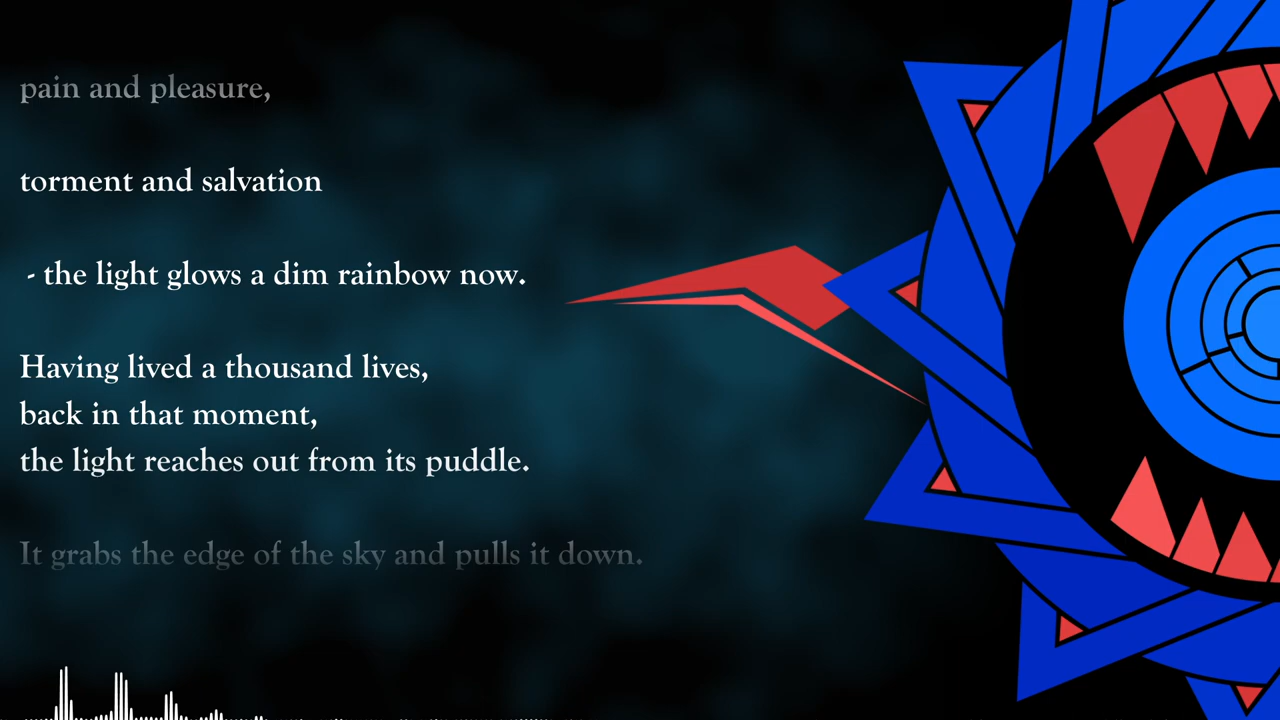 pain and pleasure,
torment and salvation
- the light glows a dim rainbow now.
Having lived a thousand lives,
back in that moment,
the light reaches out from its puddle.
It grabs the edge of the sky and pulls it down.